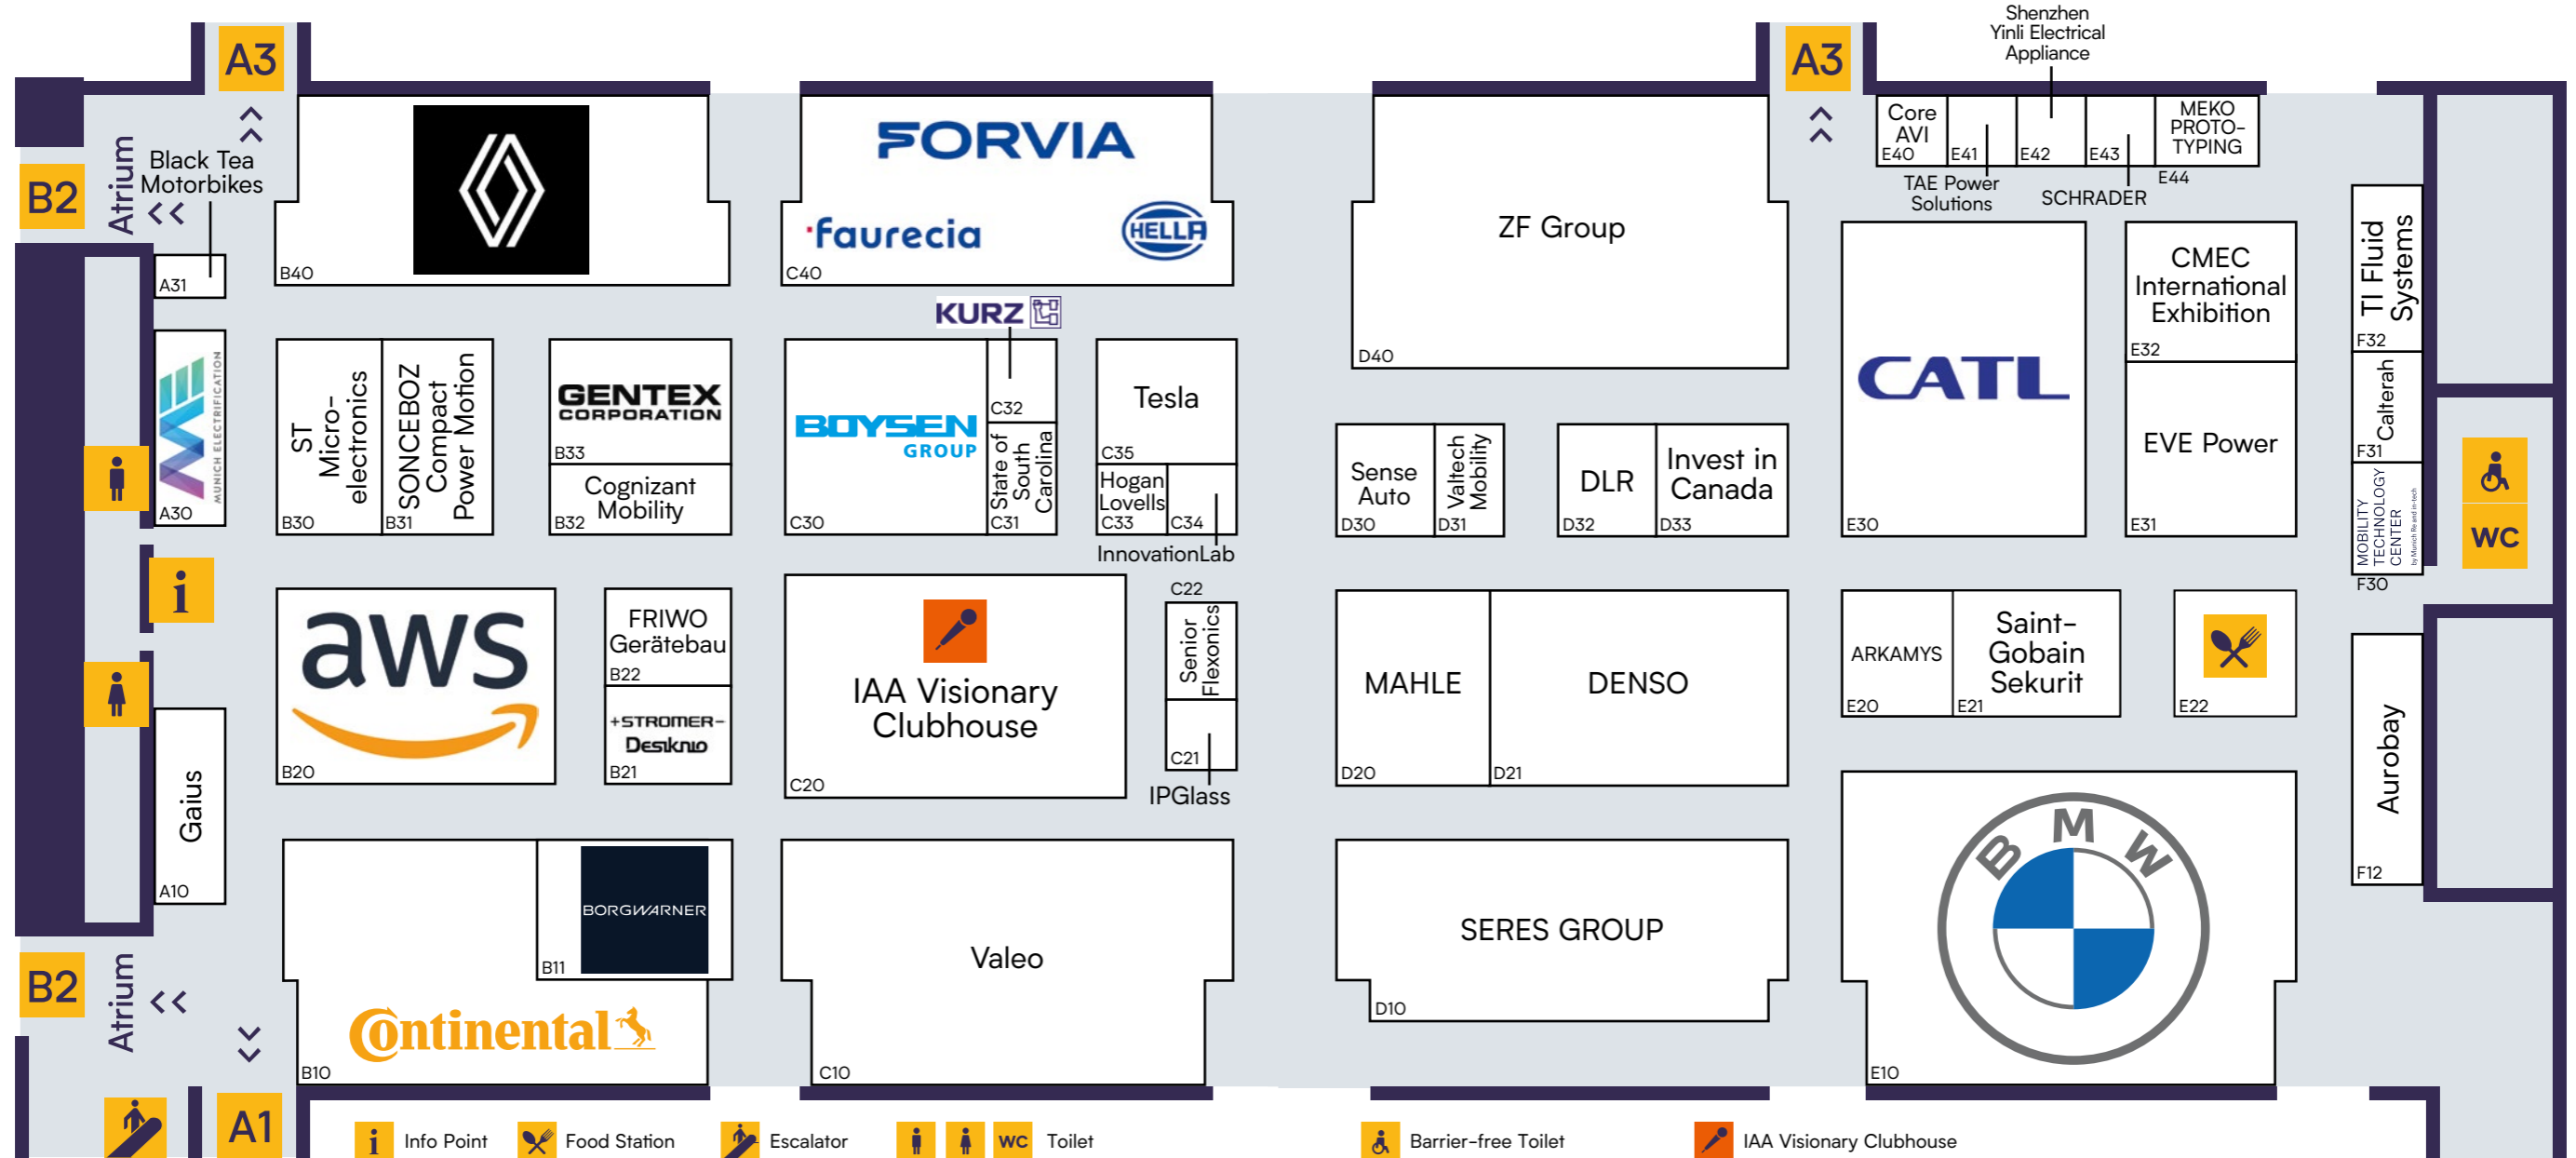 A3
A3
Shenzhen
Yinli Electrical
Appliance
B2
Atrium
Black Tea
Motorbikes
A31
B40
FORVIA
faurecia
HELLA
C40
ZF Group
D40
Core
AVI
E40
E41
E42
E43
MEKO
PROTO-
TYPING
E44
TAE Power
Solutions
SCHRADER
MUNICH ELECTRIFICATION
A30
ST
Micro-
electronics
B30
SONCEBOZ
Compact
Power Motion
B31
GENTEX
CORPORATION
B33
Cognizant
Mobility
B32
KURZ
BOYSEN
GROUP
C30
C32
State of
South
Carolina
C31
Tesla
C35
Hogan
Lovells
C33
C34
InnovationLab
Sense
Auto
D30
Valtech
Mobility
D31
DLR
D32
Invest in
Canada
D33
CATL
E30
CMEC
International
Exhibition
E32
EVE Power
E31
TI Fluid
Systems
F32
Calterah
F31
MOBILITY
TECHNOLOGY
CENTER
by Munich Re and in-tech
F30
WC
i
aws
B20
FRIWO
Gerätebau
B22
+STROMER-
Desiknio
B21
IAA Visionary
Clubhouse
C20
C22
Senior
Flexonics
C21
IPGlass
MAHLE
D20
DENSO
D21
ARKAMYS
E20
Saint-
Gobain
Sekurit
E21
E22
Aurobay
F12
Gaius
A10
BORGWARNER
B11
Continental
B10
Valeo
C10
SERES GROUP
D10
BMW
E10
B2
Atrium
A1
i Info Point
Food Station
Escalator
WC Toilet
Barrier-free Toilet
IAA Visionary Clubhouse